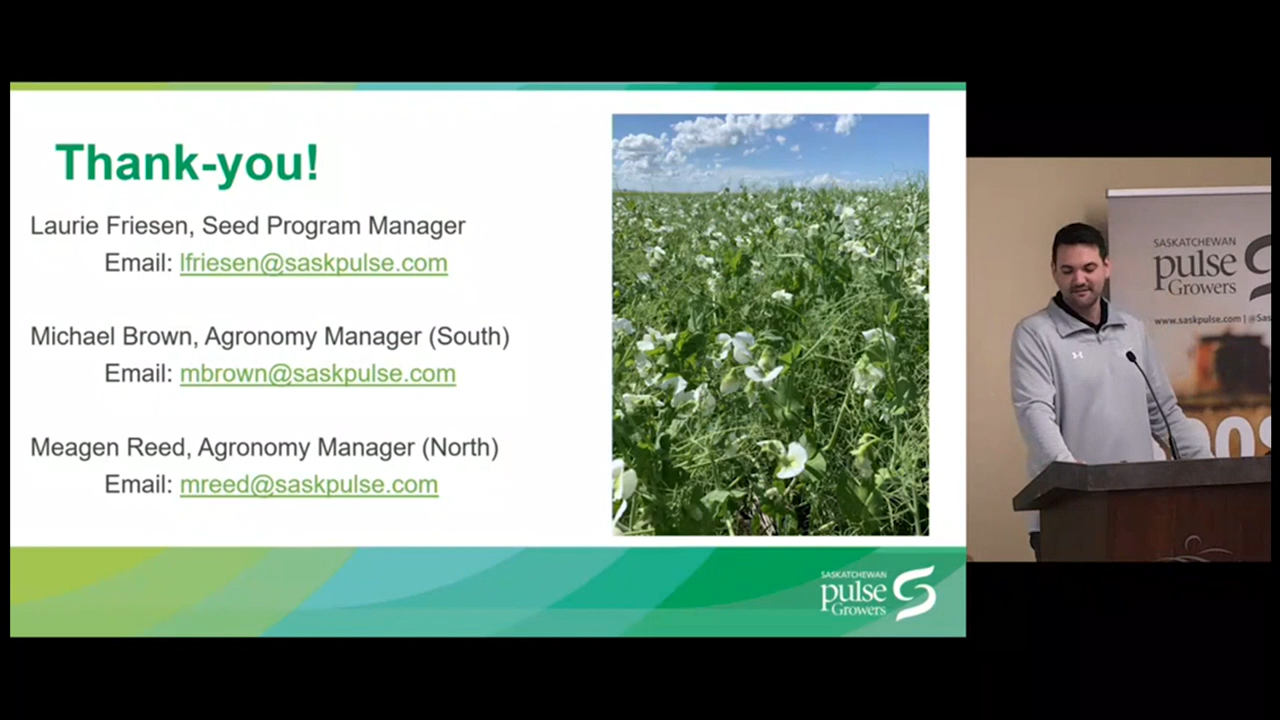 Thank-you!
Laurie Friesen, Seed Program Manager
Email: lfriesen@saskpulse.com
Michael Brown, Agronomy Manager (South)
Email: mbrown@saskpulse.com
Meagen Reed, Agronomy Manager (North)
Email: mreed@saskpulse.com
SASKATCHEWAN
pulse
Growers
SASKATCHEWAN
pulse
Growers
www.saskpulse.com | @Sas